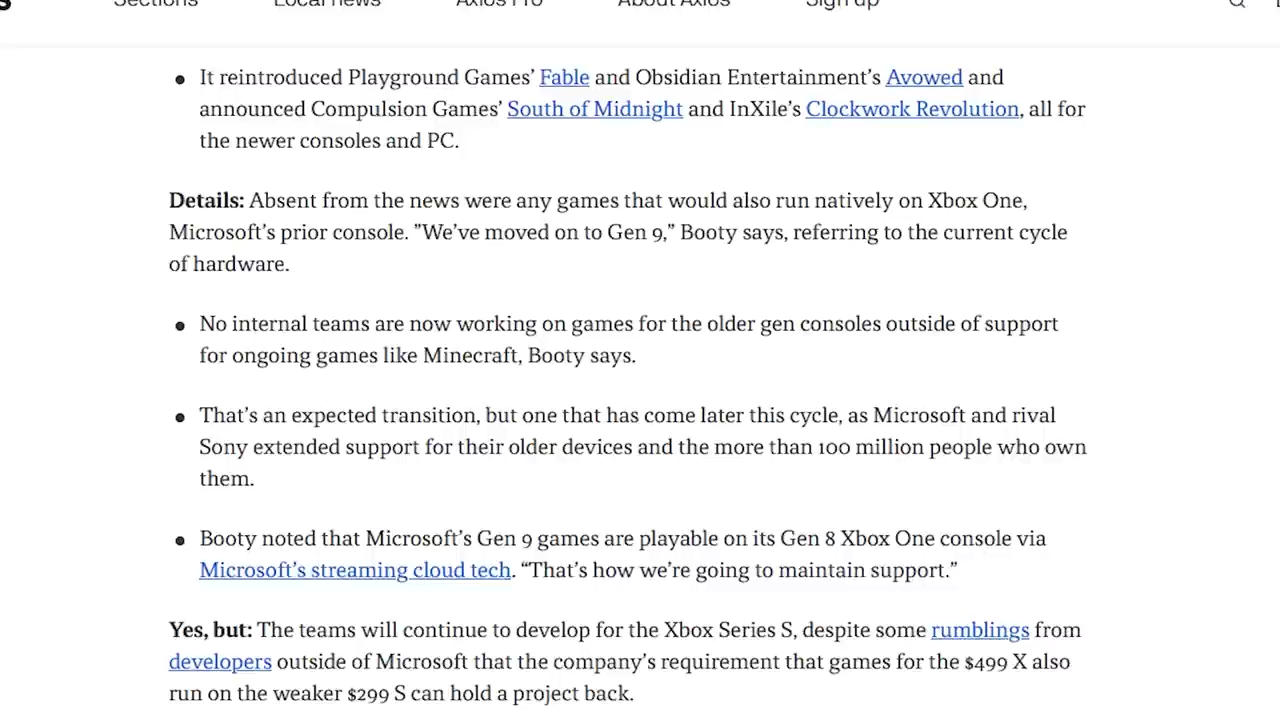 Sections Local news Axios Pro About Axios Sign up
It reintroduced Playground Games’ Fable and Obsidian Entertainment’s Avowed and
announced Compulsion Games’ South of Midnight and InXile’s Clockwork Revolution, all for
the newer consoles and PC.
Details: Absent from the news were any games that would also run natively on Xbox One,
Microsoft’s prior console. ”We’ve moved on to Gen 9,” Booty says, referring to the current cycle
of hardware.
No internal teams are now working on games for the older gen consoles outside of support
for ongoing games like Minecraft, Booty says.
That’s an expected transition, but one that has come later this cycle, as Microsoft and rival
Sony extended support for their older devices and the more than 100 million people who own
them.
Booty noted that Microsoft’s Gen 9 games are playable on its Gen 8 Xbox One console via
Microsoft’s streaming cloud tech. “That’s how we’re going to maintain support.”
Yes, but: The teams will continue to develop for the Xbox Series S, despite some rumblings from
developers outside of Microsoft that the company’s requirement that games for the $499 X also
run on the weaker $299 S can hold a project back.